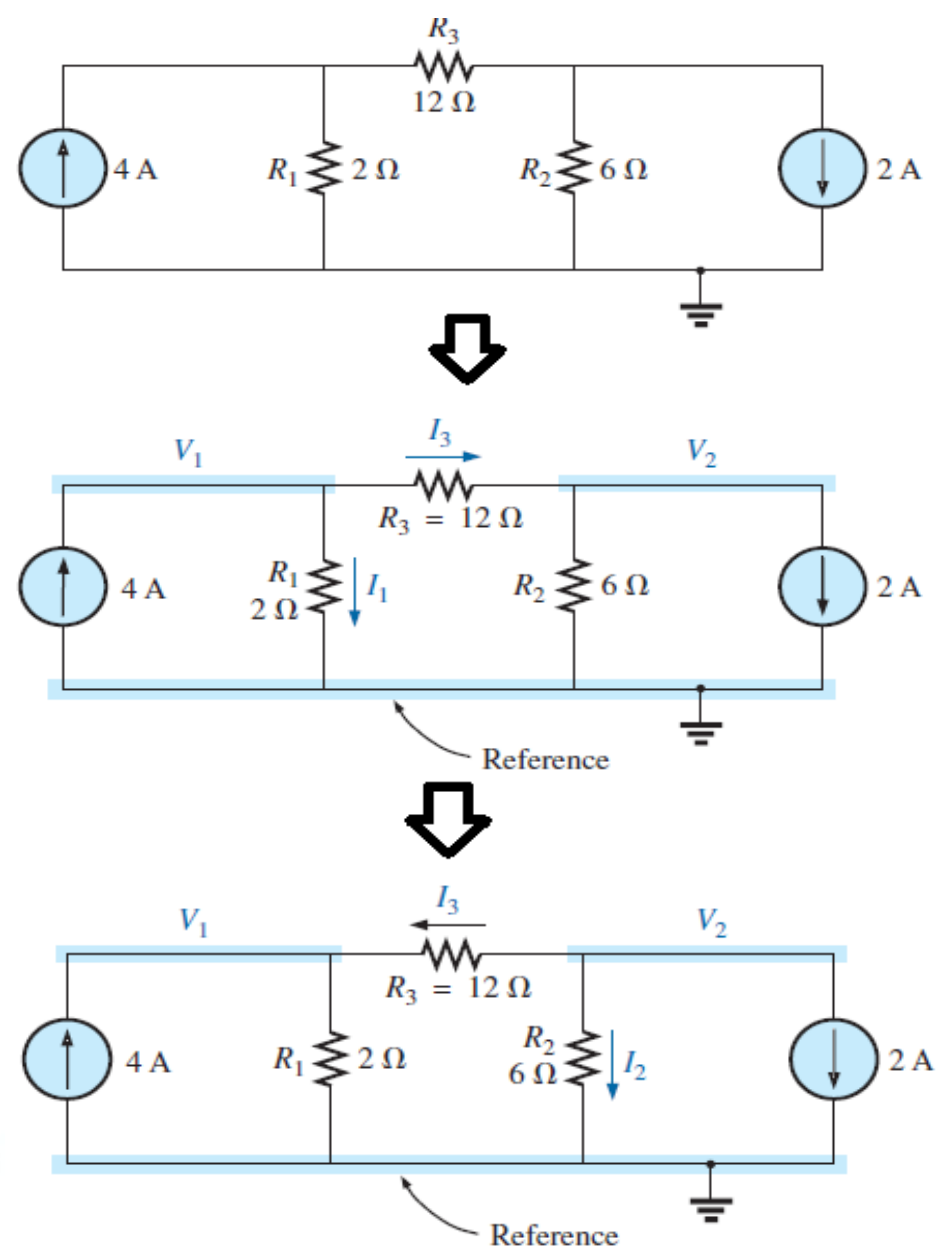 R3
12 Ω
4 A
R1
2 Ω
R2
6 Ω
2 A
I3
V1
V2
R3 = 12 Ω
4 A
R1
2 Ω
I1
R2
6 Ω
2 A
Reference
I3
V1
V2
R3 = 12 Ω
4 A
R1
2 Ω
R2
6 Ω
I2
2 A
Reference